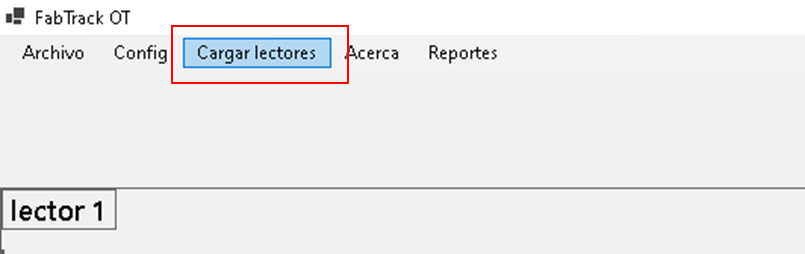 FabTrack OT
Archivo Config Cargar lectores Acerca Reportes
lector 1